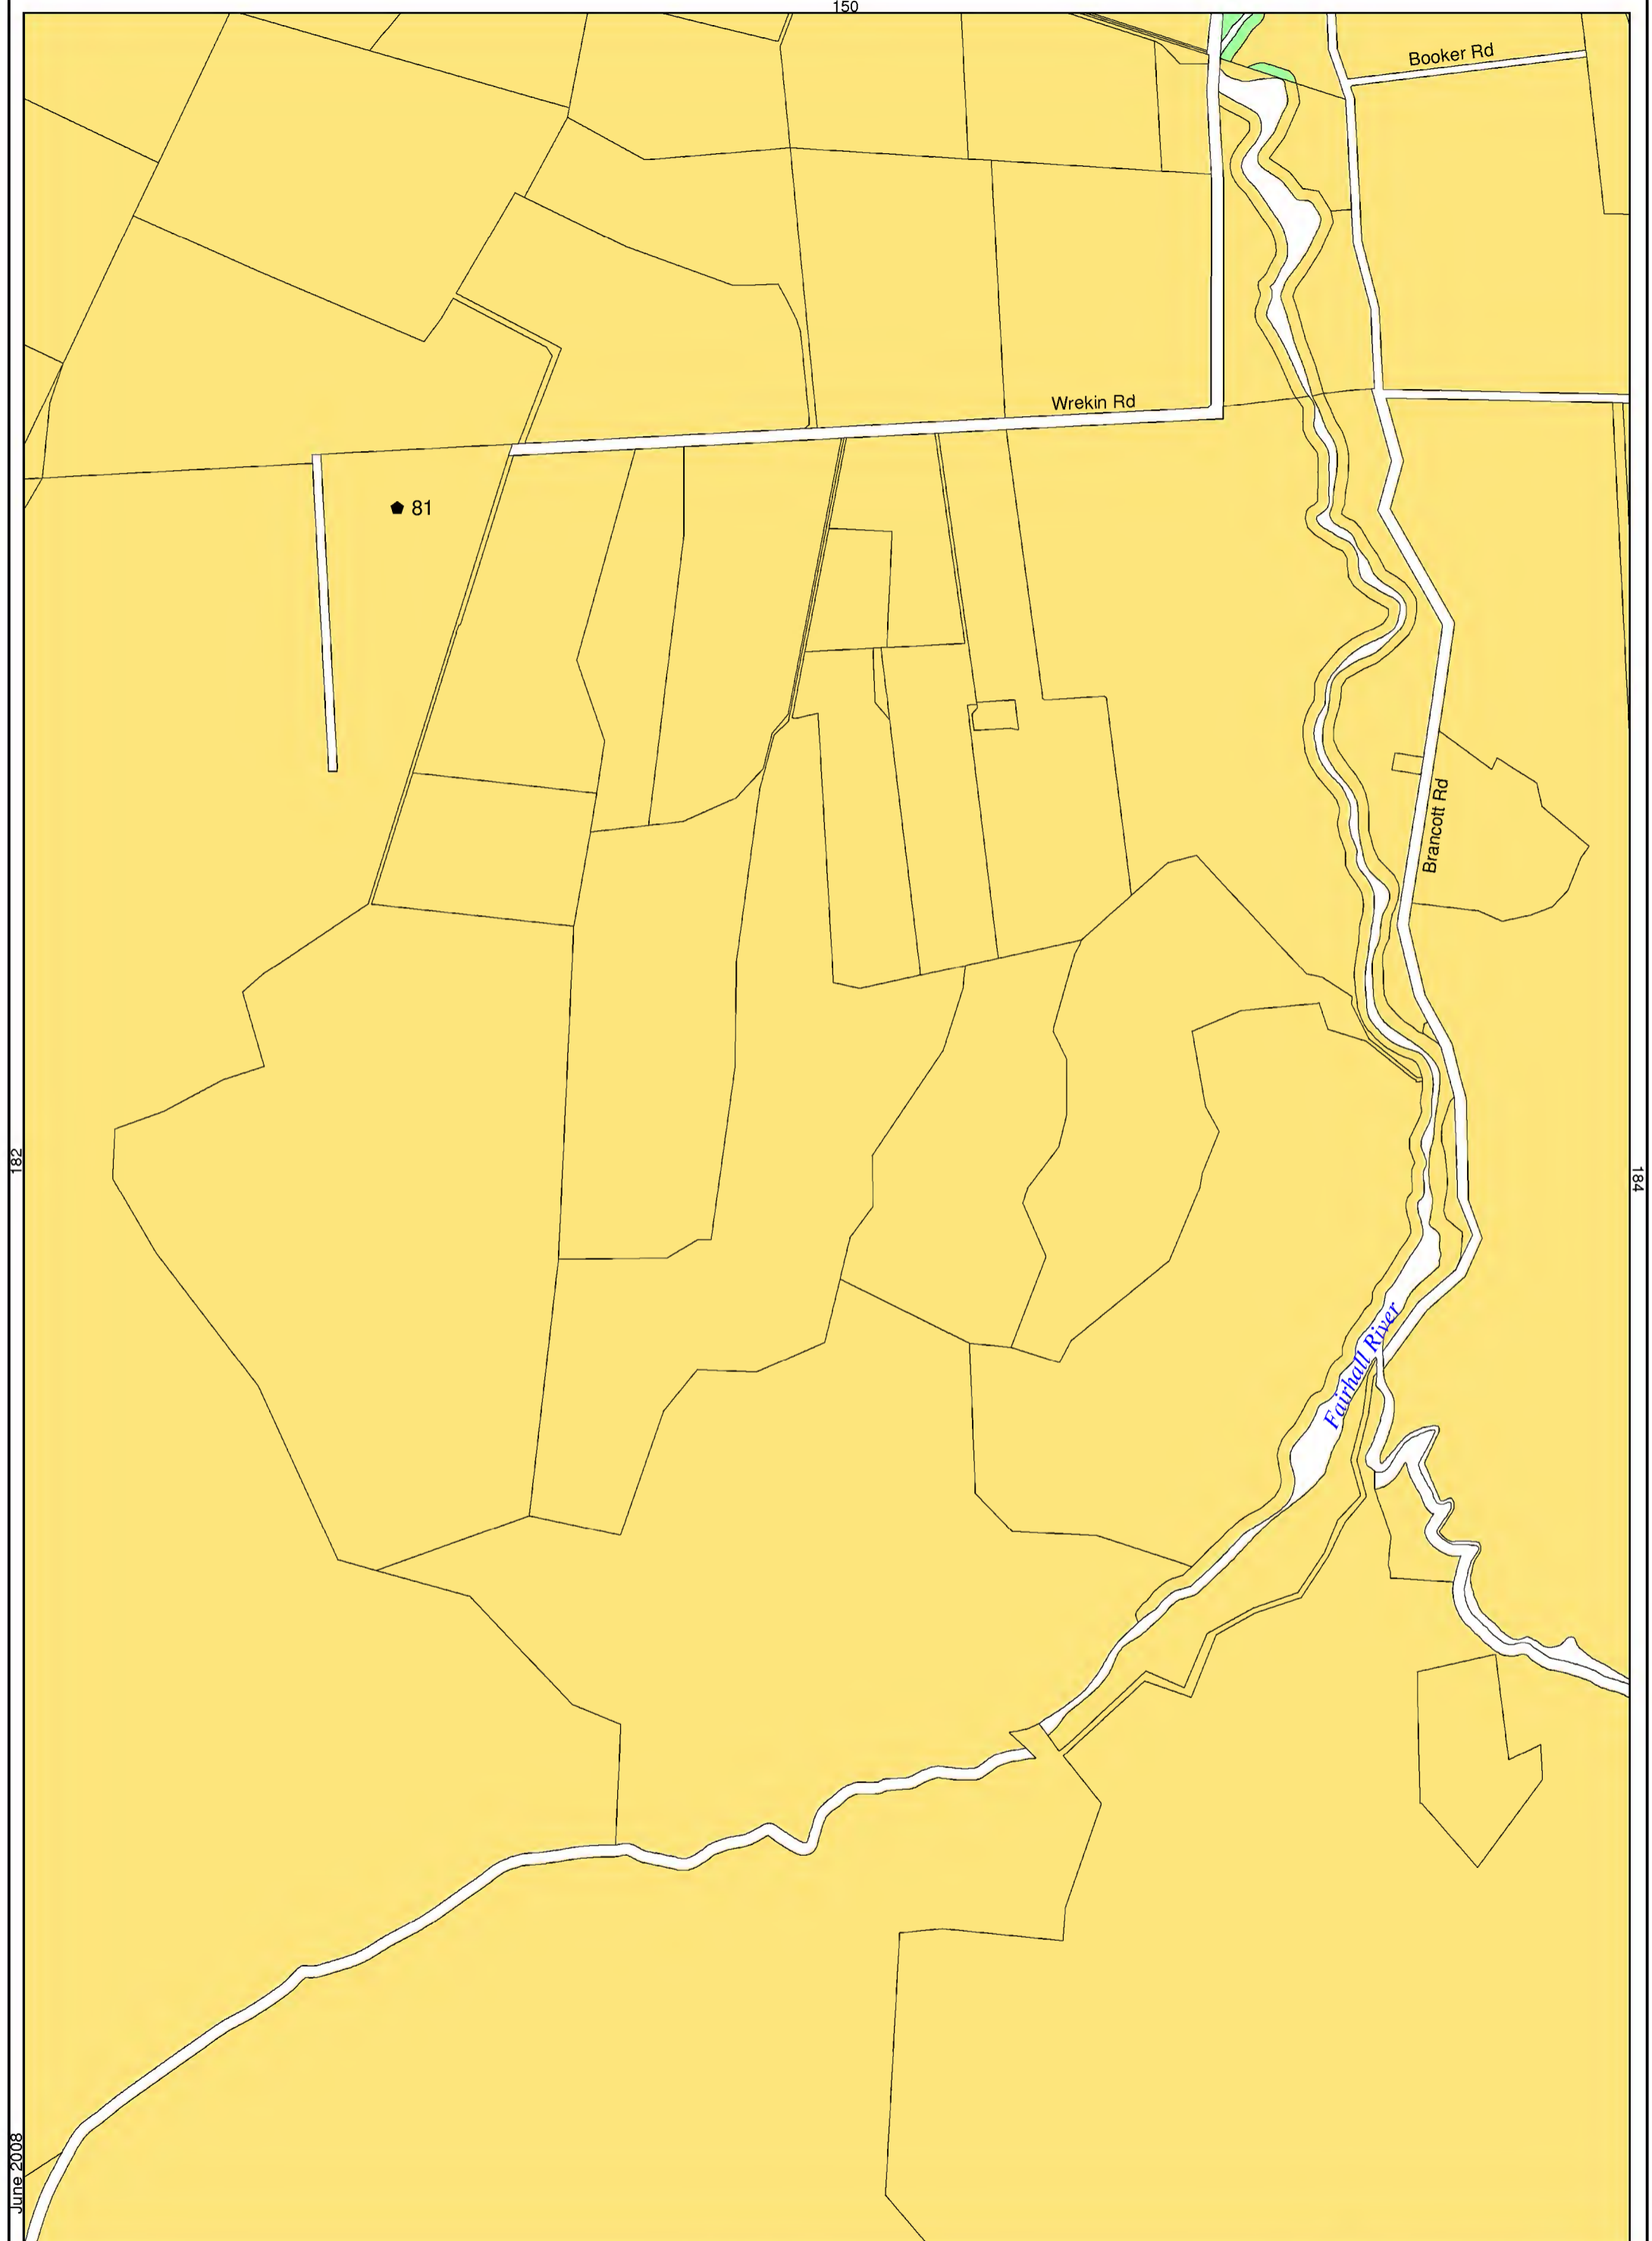 150
Booker Rd
Wrekin Rd
81
Brancott Rd
182
184
Fairhall River
June 2008